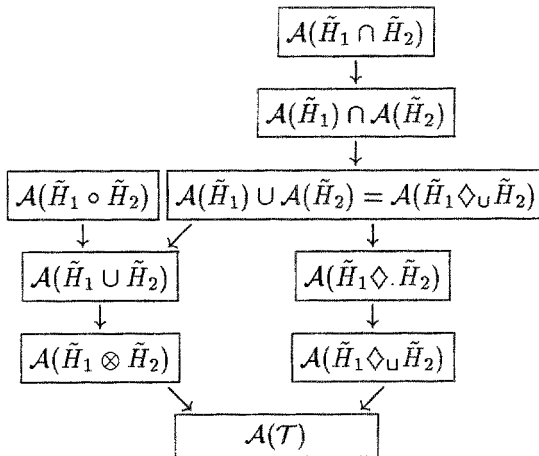 𝒜(H̃₁ ∩ H̃₂)
𝒜(H̃₁) ∩ 𝒜(H̃₂)
𝒜(H̃₁ ∘ H̃₂)
𝒜(H̃₁) ∪ 𝒜(H̃₂) = 𝒜(H̃₁◇∪H̃₂)
𝒜(H̃₁ ∪ H̃₂)
𝒜(H̃₁◇.H̃₂)
𝒜(H̃₁ ⊗ H̃₂)
𝒜(H̃₁◇⊔H̃₂)
𝒜(𝒯)